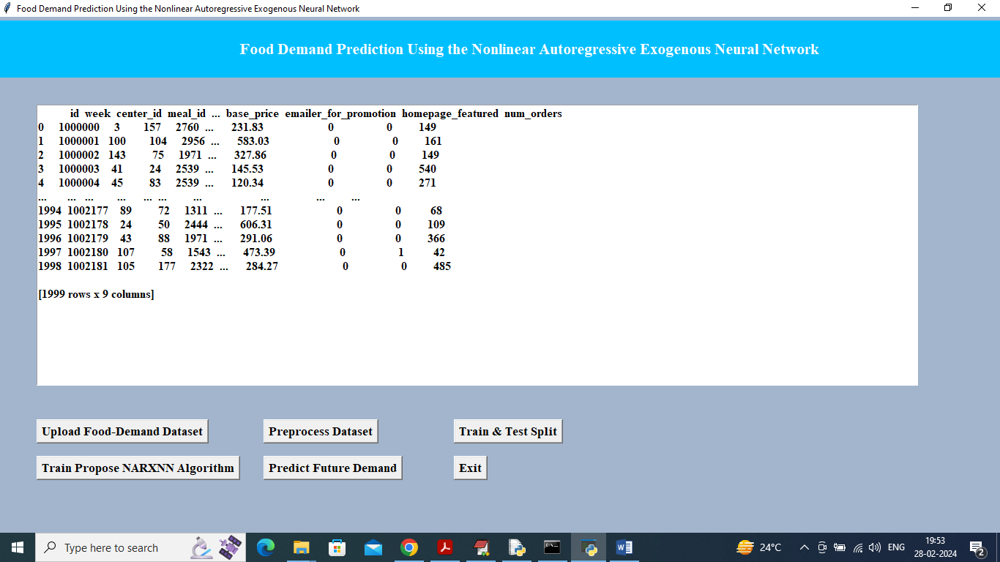 Food Demand Prediction Using the Nonlinear Autoregressive Exogenous Neural Network
Food Demand Prediction Using the Nonlinear Autoregressive Exogenous Neural Network
id week center_id meal_id ... base_price emailer_for_promotion homepage_featured num_orders
0 1000000 3 157 2760 ... 231.83 0 0 149
1 1000001 100 104 2956 ... 583.03 0 0 161
2 1000002 143 75 1971 ... 327.86 0 0 149
3 1000003 41 24 2539 ... 145.53 0 0 540
4 1000004 45 83 2539 ... 120.34 0 0 271
... ... ... ... ... ... ... ... ... ...
1994 1002177 89 72 1311 ... 177.51 0 0 68
1995 1002178 24 50 2444 ... 606.31 0 0 109
1996 1002179 43 88 1971 ... 291.06 0 0 366
1997 1002180 107 58 1543 ... 473.39 0 1 42
1998 1002181 105 177 2322 ... 284.27 0 0 485
[1999 rows x 9 columns]
Upload Food-Demand Dataset Preprocess Dataset Train & Test Split
Train Propose NARXNN Algorithm Predict Future Demand Exit
Type here to search 24°C ENG 19:53
28-02-2024 2